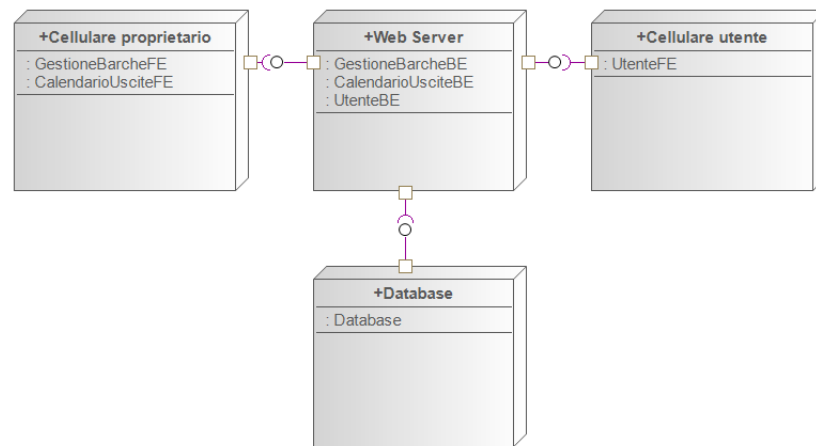 +Cellulare proprietario
: GestioneBarcheFE
: CalendarioUsciteFE
+Web Server
: GestioneBarcheBE
: CalendarioUsciteBE
: UtenteBE
+Cellulare utente
: UtenteFE
+Database
: Database